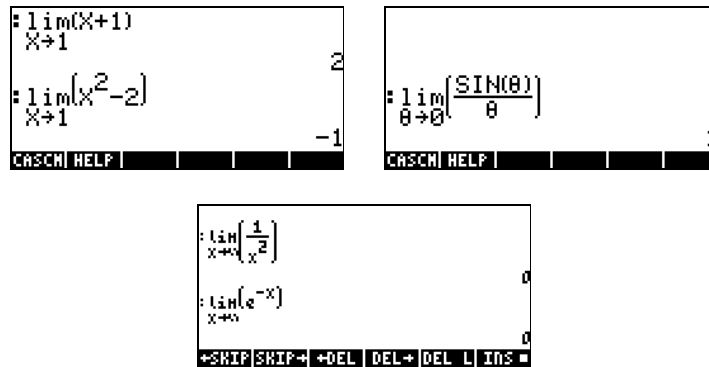 :lim(X+1)
X→1
2
:lim(X²-2)
X→1
-1
CASCM HELP
:lim(SIN(θ)/θ)
θ→0
CASCM HELP
:lim(1/X²)
X→∞
0
:lim(e^-X)
X→∞
0
←SKIP SKIP→ ←DEL DEL→ DEL L INS ■